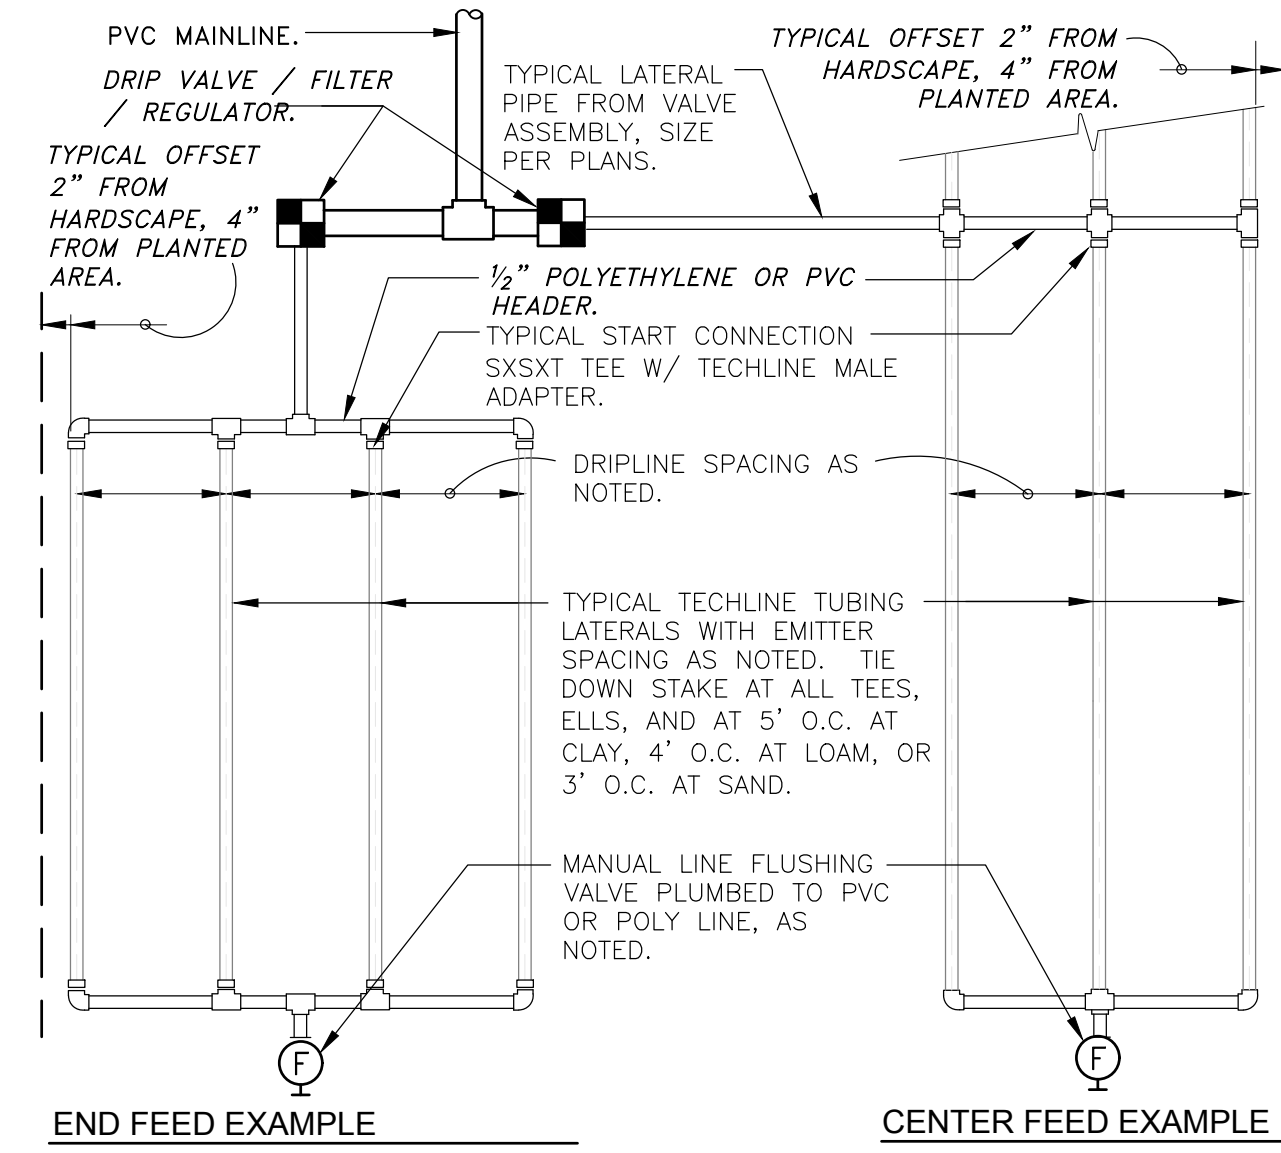 PVC MAINLINE.
DRIP VALVE / FILTER
/ REGULATOR.
TYPICAL OFFSET
2” FROM
HARDSCAPE, 4”
FROM PLANTED
AREA.
TYPICAL LATERAL
PIPE FROM VALVE
ASSEMBLY, SIZE
PER PLANS.
TYPICAL OFFSET 2” FROM
HARDSCAPE, 4” FROM
PLANTED AREA.
½” POLYETHYLENE OR PVC
HEADER.
TYPICAL START CONNECTION
SXSXT TEE W/ TECHLINE MALE
ADAPTER.
DRIPLINE SPACING AS
NOTED.
TYPICAL TECHLINE TUBING
LATERALS WITH EMITTER
SPACING AS NOTED. TIE
DOWN STAKE AT ALL TEES,
ELLS, AND AT 5’ O.C. AT
CLAY, 4’ O.C. AT LOAM, OR
3’ O.C. AT SAND.
MANUAL LINE FLUSHING
VALVE PLUMBED TO PVC
OR POLY LINE, AS
NOTED.
F
F
END FEED EXAMPLE
CENTER FEED EXAMPLE